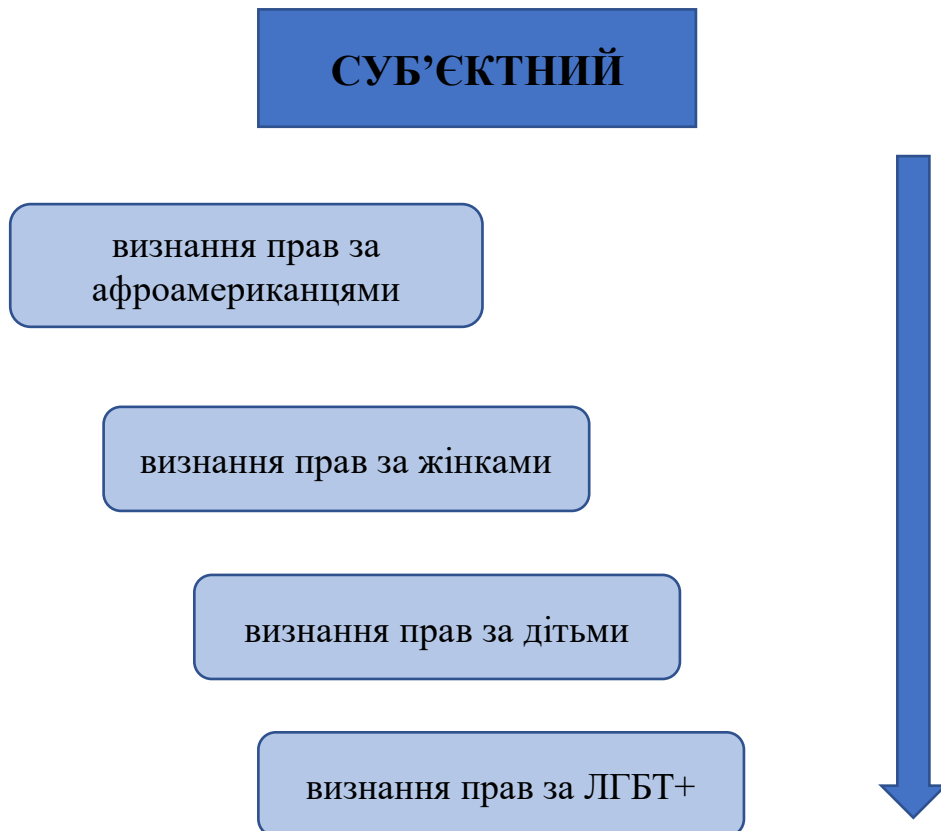 СУБ’ЄКТНИЙ
визнання прав за
афроамериканцями
визнання прав за жінками
визнання прав за дітьми
визнання прав за ЛГБТ+